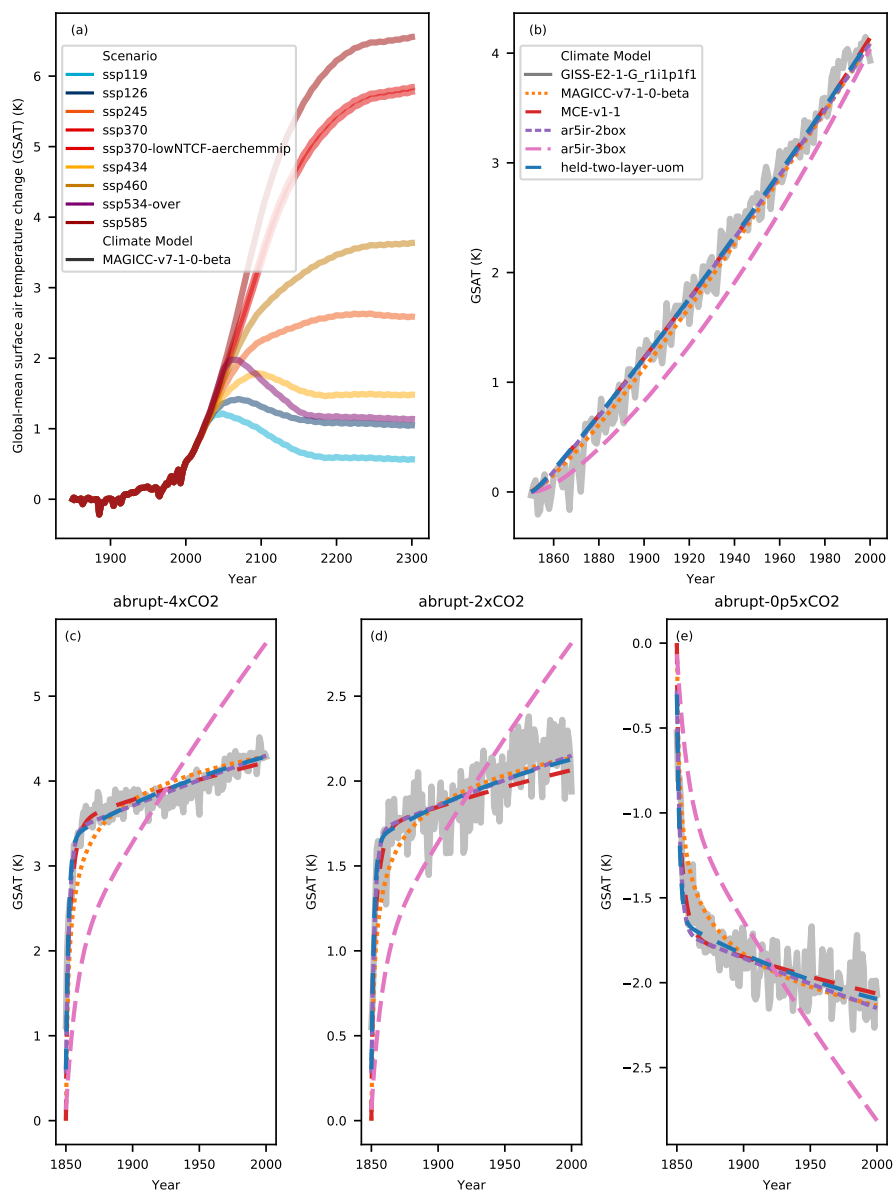 (a)
Scenario
ssp119
ssp126
ssp245
ssp370
ssp370-lowNTCF-aerchemmip
ssp434
ssp460
ssp534-over
ssp585
Climate Model
MAGICC-v7-1-0-beta
Global-mean surface air temperature change (GSAT) (K)
6
5
4
3
2
1
0
1900
2000
2100
2200
2300
Year
(b)
Climate Model
GISS-E2-1-G_r1i1p1f1
MAGICC-v7-1-0-beta
MCE-v1-1
ar5ir-2box
ar5ir-3box
held-two-layer-uom
GSAT (K)
4
3
2
1
0
1860
1880
1900
1920
1940
1960
1980
2000
Year
abrupt-4xCO2
(c)
GSAT (K)
5
4
3
2
1
0
1850
1900
1950
2000
Year
abrupt-2xCO2
(d)
GSAT (K)
2.5
2.0
1.5
1.0
0.5
0.0
1850
1900
1950
2000
Year
abrupt-0p5xCO2
(e)
GSAT (K)
0.0
−0.5
−1.0
−1.5
−2.0
−2.5
1850
1900
1950
2000
Year